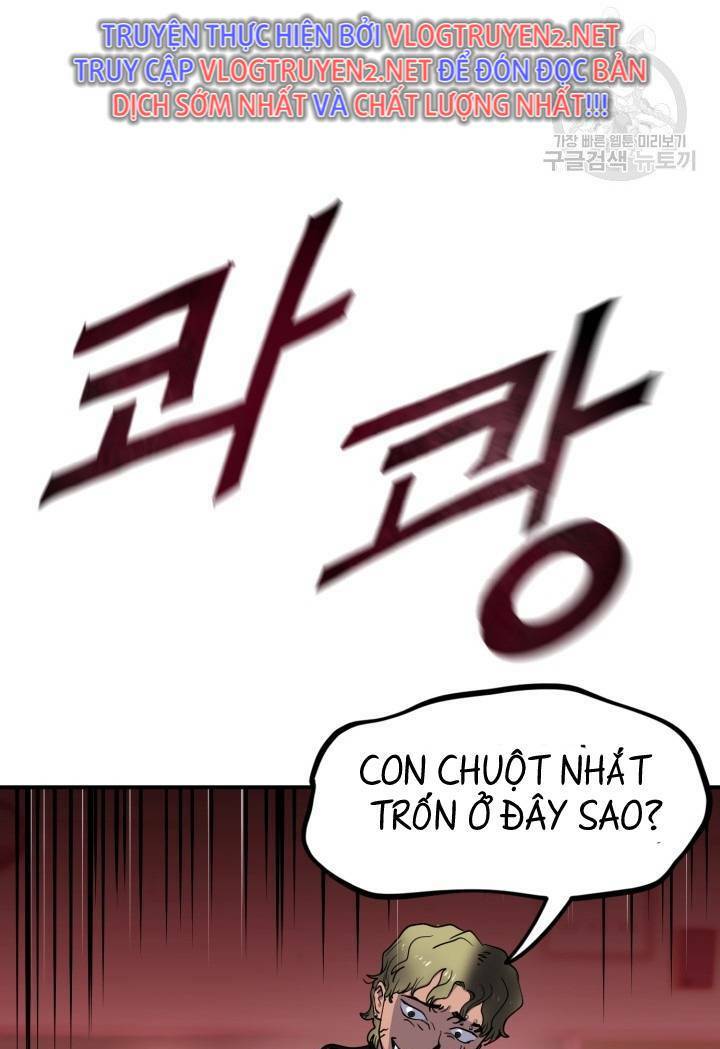 TRUYỆN THỰC HIỆN BỞI VLOGTRUYEN2.NET
TRUY CẬP VLOGTRUYEN2.NET ĐỂ ĐÓN ĐỌC BẢN
DỊCH SỚM NHẤT VÀ CHẤT LƯỢNG NHẤT!!!
가장 빠른 웹툰 미리보기
구글검색 뉴토끼
콰
쾅
CON CHUỘT NHẮT
TRỐN Ở ĐÂY SAO?